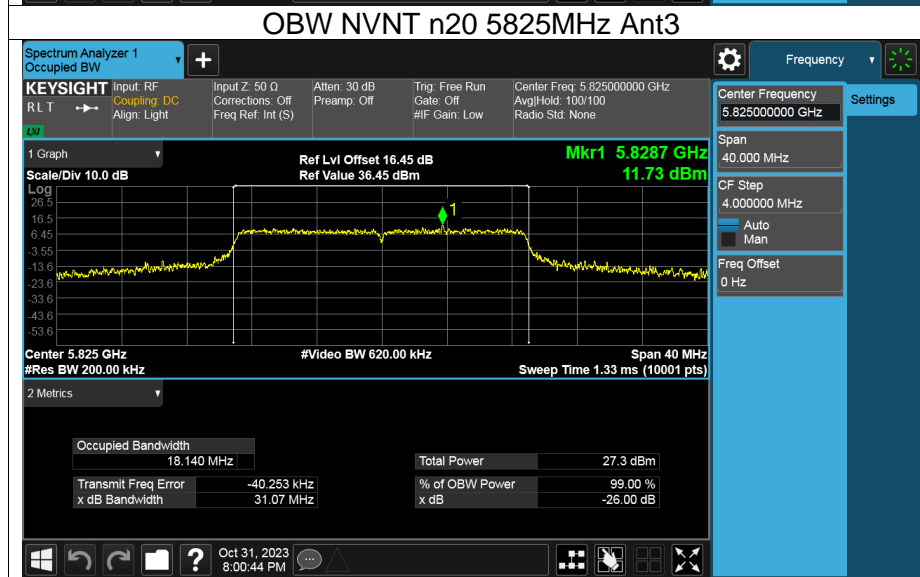 OBW NVNT n20 5825MHz Ant3
Spectrum Analyzer 1
Occupied BW
+
Frequency
KEYSIGHT
Input: RF
Input Z: 50 Ω
Atten: 30 dB
Trig: Free Run
Center Freq: 5.825000000 GHz
RLT
Coupling: DC
Corrections: Off
Preamp: Off
Gate: Off
Avg|Hold: 100/100
Align: Light
Freq Ref: Int (S)
#IF Gain: Low
Radio Std: None
LXI
Center Frequency
5.825000000 GHz
Settings
Span
40.000 MHz
CF Step
4.000000 MHz
Auto
Man
Freq Offset
0 Hz
1 Graph
Ref Lvl Offset 16.45 dB
Mkr1 5.8287 GHz
Scale/Div 10.0 dB
Ref Value 36.45 dBm
11.73 dBm
Log
26.5
16.5
6.45
-3.55
-13.6
-23.6
-33.6
-43.6
-53.6
1
Center 5.825 GHz
#Video BW 620.00 kHz
Span 40 MHz
#Res BW 200.00 kHz
Sweep Time 1.33 ms (10001 pts)
2 Metrics
Occupied Bandwidth
18.140 MHz
Total Power 27.3 dBm
Transmit Freq Error -40.253 kHz
% of OBW Power 99.00 %
x dB Bandwidth 31.07 MHz
x dB -26.00 dB
?
Oct 31, 2023
8:00:44 PM